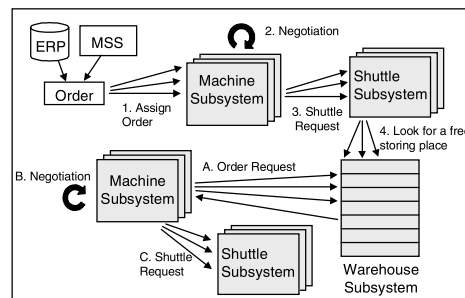 2. Negotiation
ERP
MSS
Machine
Subsystem
Shuttle
Subsystem
Order
1. Assign
Order
3. Shuttle
Request
4. Look for a free
storing place
A. Order Request
B. Negotiation
Machine
Subsystem
C. Shuttle
Request
Shuttle
Subsystem
Warehouse
Subsystem